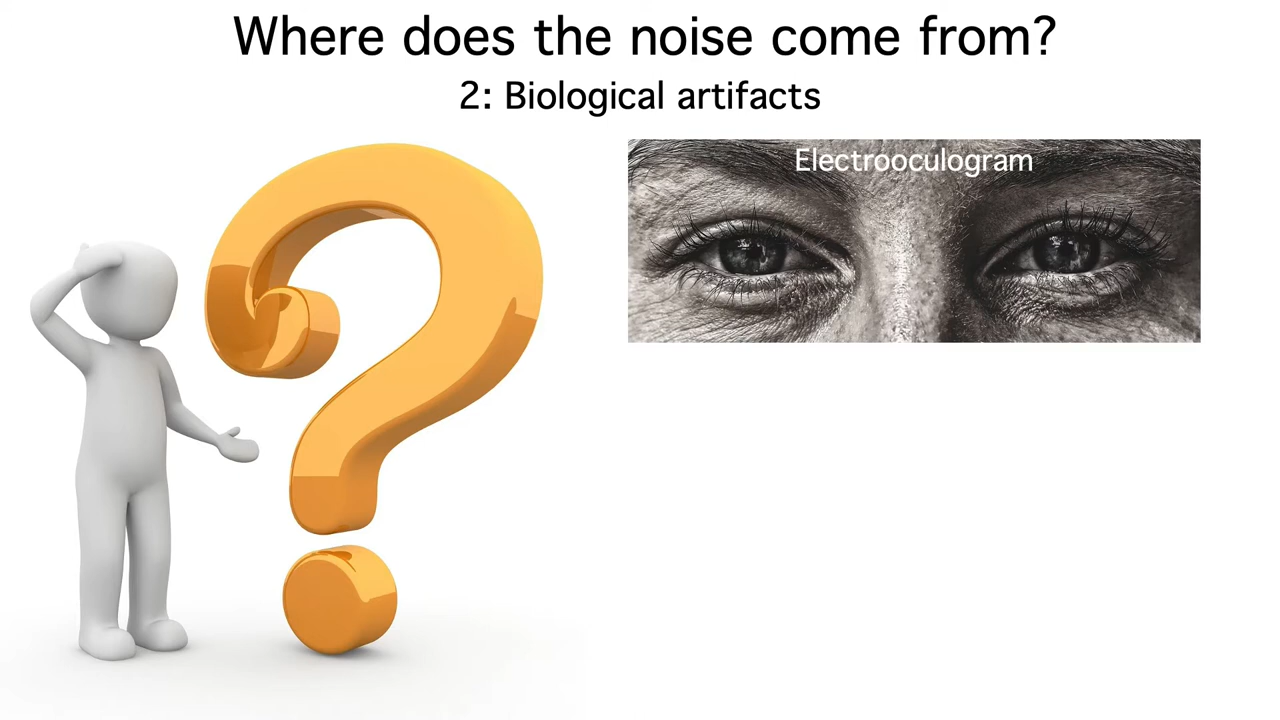 Where does the noise come from?
2: Biological artifacts
Electrooculogram